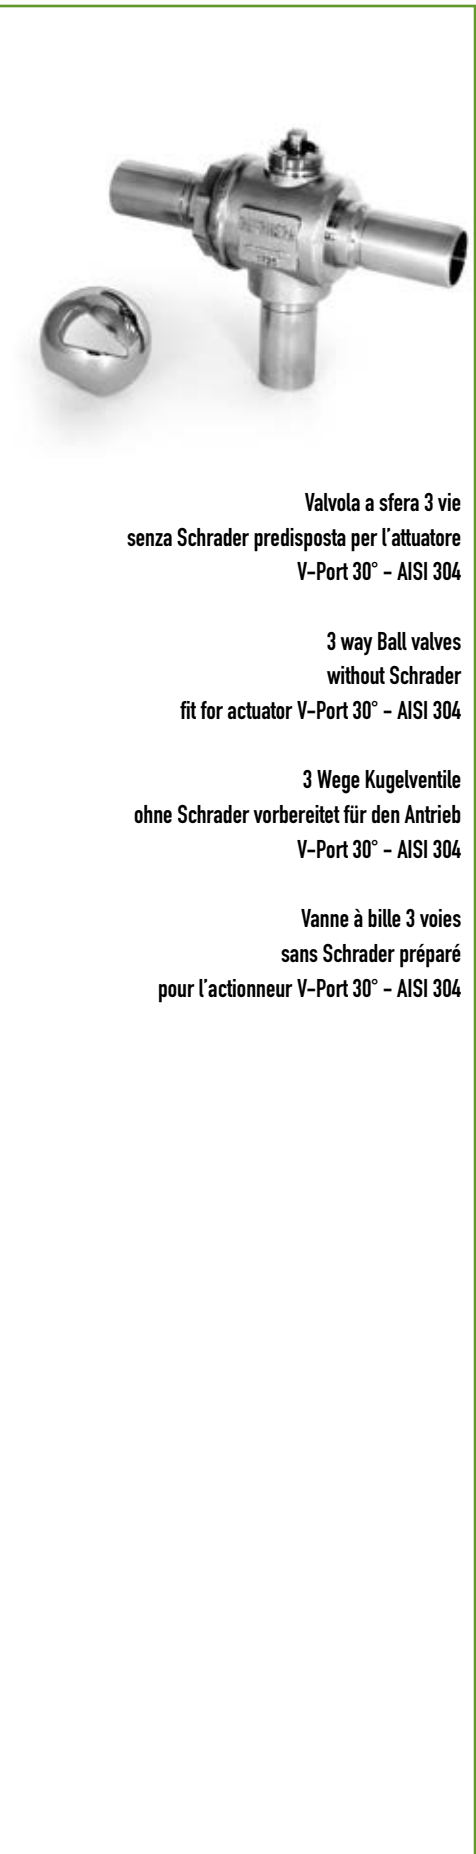 Valvola a sfera 3 vie
senza Schrader predisposta per l'attuatore
V-Port 30° - AISI 304
3 way Ball valves
without Schrader
fit for actuator V-Port 30° - AISI 304
3 Wege Kugelventile
ohne Schrader vorbereitet für den Antrieb
V-Port 30° - AISI 304
Vanne à bille 3 voies
sans Schrader préparé
pour l'actionneur V-Port 30° - AISI 304